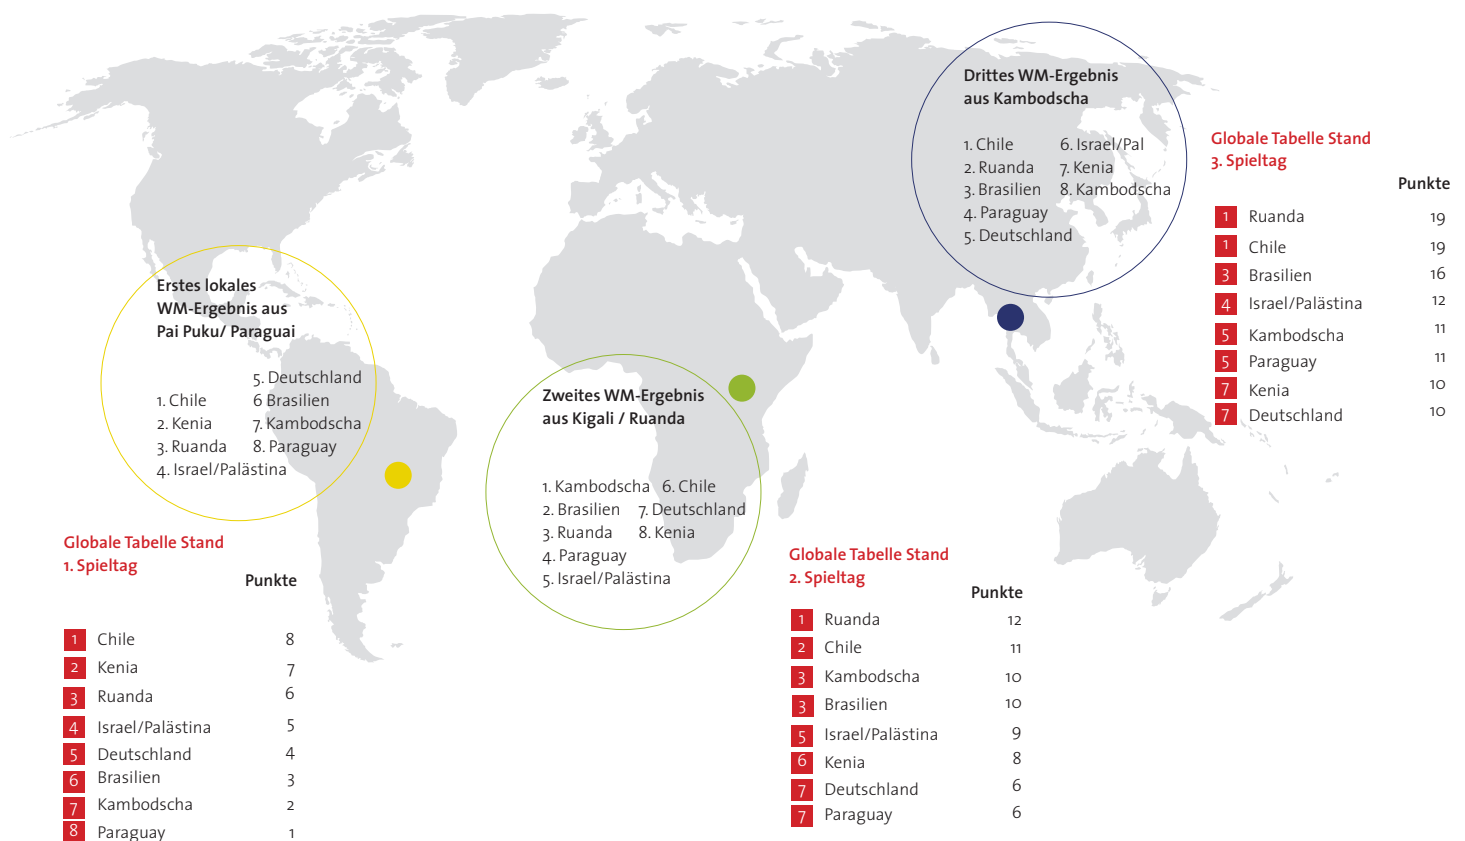 Drittes WM-Ergebnis
aus Kambodscha
1. Chile 6. Israel/Pal
2. Ruanda 7. Kenia
3. Brasilien 8. Kambodscha
4. Paraguay
5. Deutschland
Globale Tabelle Stand
3. Spieltag
Punkte
1 Ruanda 19
1 Chile 19
3 Brasilien 16
4 Israel/Palästina 12
5 Kambodscha 11
5 Paraguay 11
7 Kenia 10
7 Deutschland 10
Erstes lokales
WM-Ergebnis aus
Pai Puku/ Paraguai
5. Deutschland
1. Chile 6 Brasilien
2. Kenia 7. Kambodscha
3. Ruanda 8. Paraguay
4. Israel/Palästina
Zweites WM-Ergebnis
aus Kigali / Ruanda
1. Kambodscha 6. Chile
2. Brasilien 7. Deutschland
3. Ruanda 8. Kenia
4. Paraguay
5. Israel/Palästina
Globale Tabelle Stand
1. Spieltag
Punkte
1 Chile 8
2 Kenia 7
3 Ruanda 6
4 Israel/Palästina 5
5 Deutschland 4
6 Brasilien 3
7 Kambodscha 2
8 Paraguay 1
Globale Tabelle Stand
2. Spieltag
Punkte
1 Ruanda 12
2 Chile 11
3 Kambodscha 10
3 Brasilien 10
5 Israel/Palästina 9
6 Kenia 8
7 Deutschland 6
7 Paraguay 6